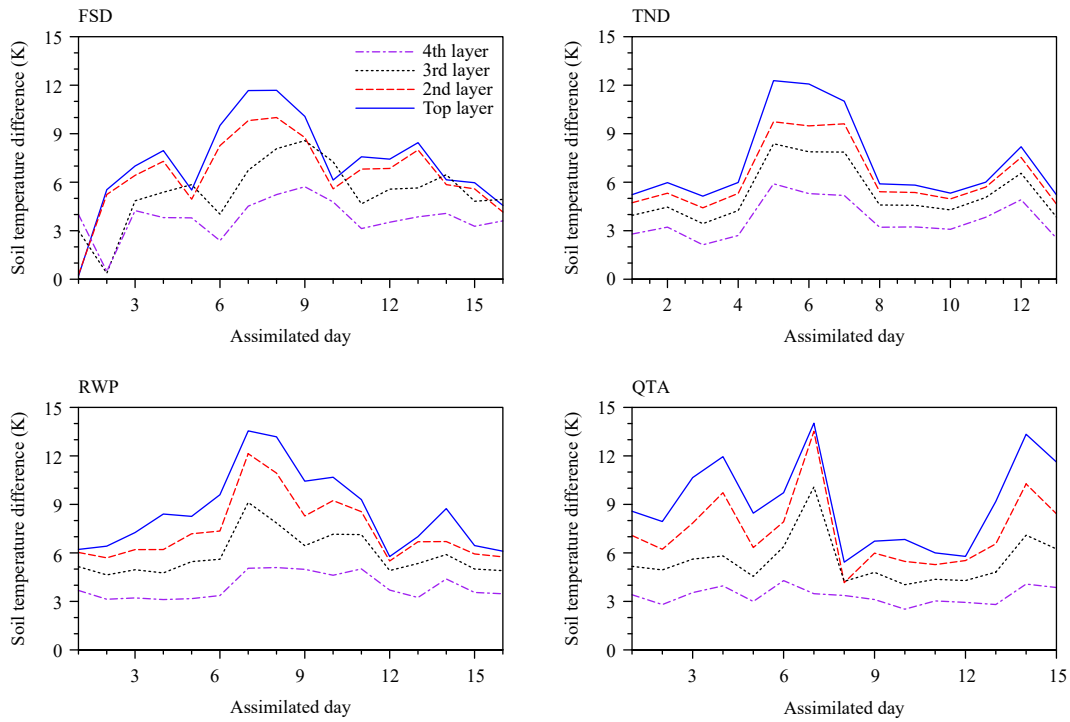 FSD
Soil temperature difference (K)
15
12
9
6
3
0
4th layer
3rd layer
2nd layer
Top layer
3 6 9 12 15
Assimilated day
TND
Soil temperature difference (K)
15
12
9
6
3
0
2 4 6 8 10 12
Assimilated day
RWP
Soil temperature difference (K)
15
12
9
6
3
0
3 6 9 12 15
Assimilated day
QTA
Soil temperature difference (K)
15
12
9
6
3
0
3 6 9 12 15
Assimilated day